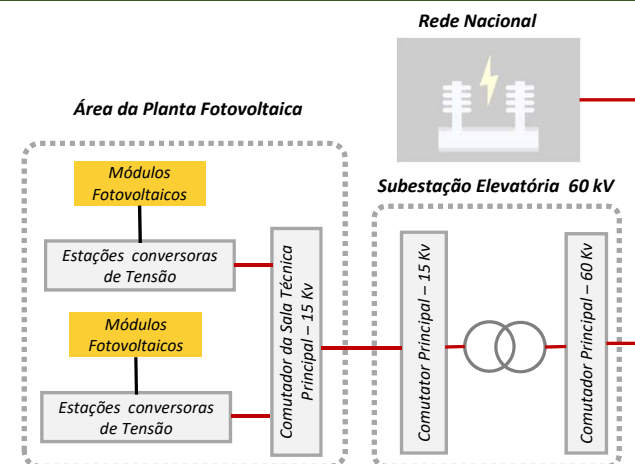 Rede Nacional
Área da Planta Fotovoltaica
Módulos
Fotovoltaicos
Estações conversoras
de Tensão
Módulos
Fotovoltaicos
Estações conversoras
de Tensão
Comutador da Sala Técnica
Principal – 15 Kv
Subestação Elevatória 60 kV
Comutator Principal – 15 Kv
Comutador Principal – 60 Kv